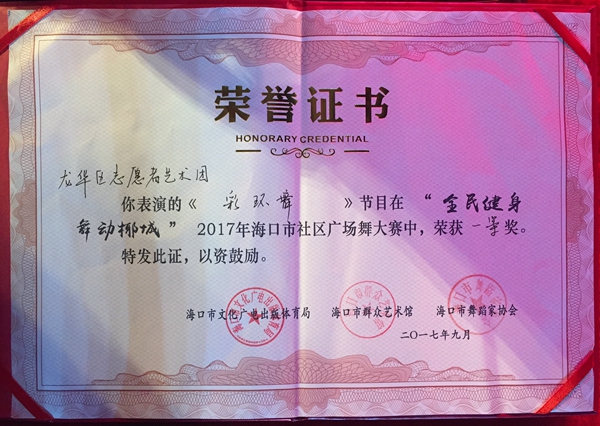 荣誉证书
HONORARY CREDENTIAL
龙华区志愿者艺术团
你表演的《彩环舞》节目在“全民健身
舞动椰城”2017年海口市社区广场舞大赛中，荣获一等奖。
特发此证，以资鼓励。
海口市文化广电出版体育局 海口市群众艺术馆 海口市舞蹈家协会
二〇一七年九月